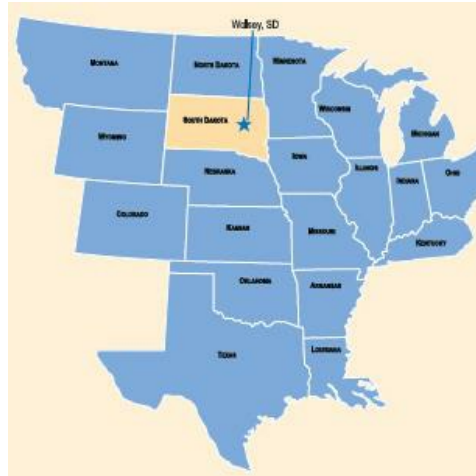 Wolsey, SD
MONTANA
NORTH DAKOTA
MINNESOTA
SOUTH DAKOTA
WISCONSIN
MICHIGAN
WYOMING
IOWA
NEBRASKA
ILLINOIS
INDIANA
OHIO
COLORADO
KANSAS
MISSOURI
KENTUCKY
OKLAHOMA
ARKANSAS
TEXAS
LOUISIANA